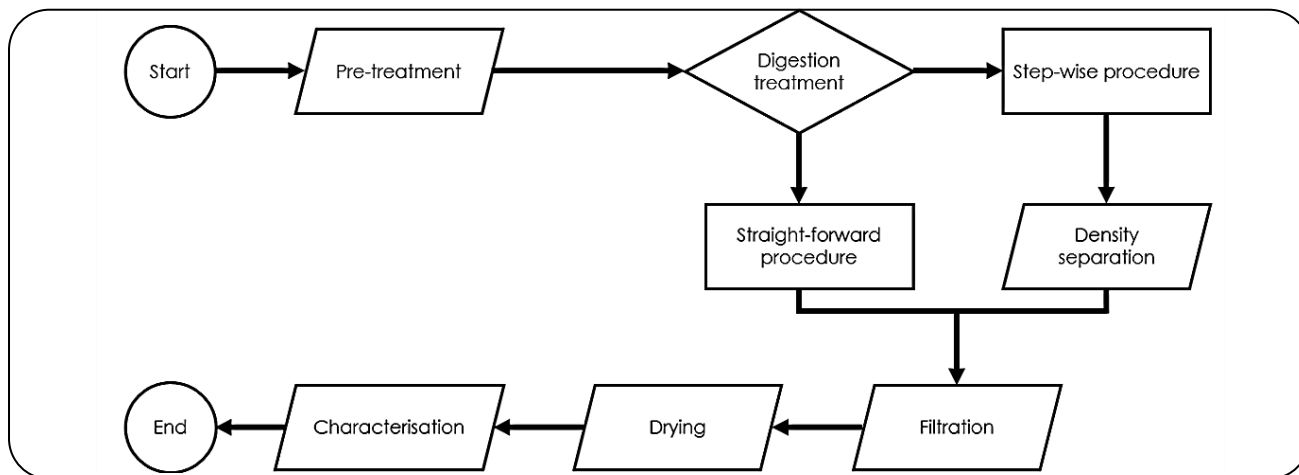 Start
Pre-treatment
Digestion
treatment
Step-wise procedure
Straight-forward
procedure
Density
separation
End
Characterisation
Drying
Filtration